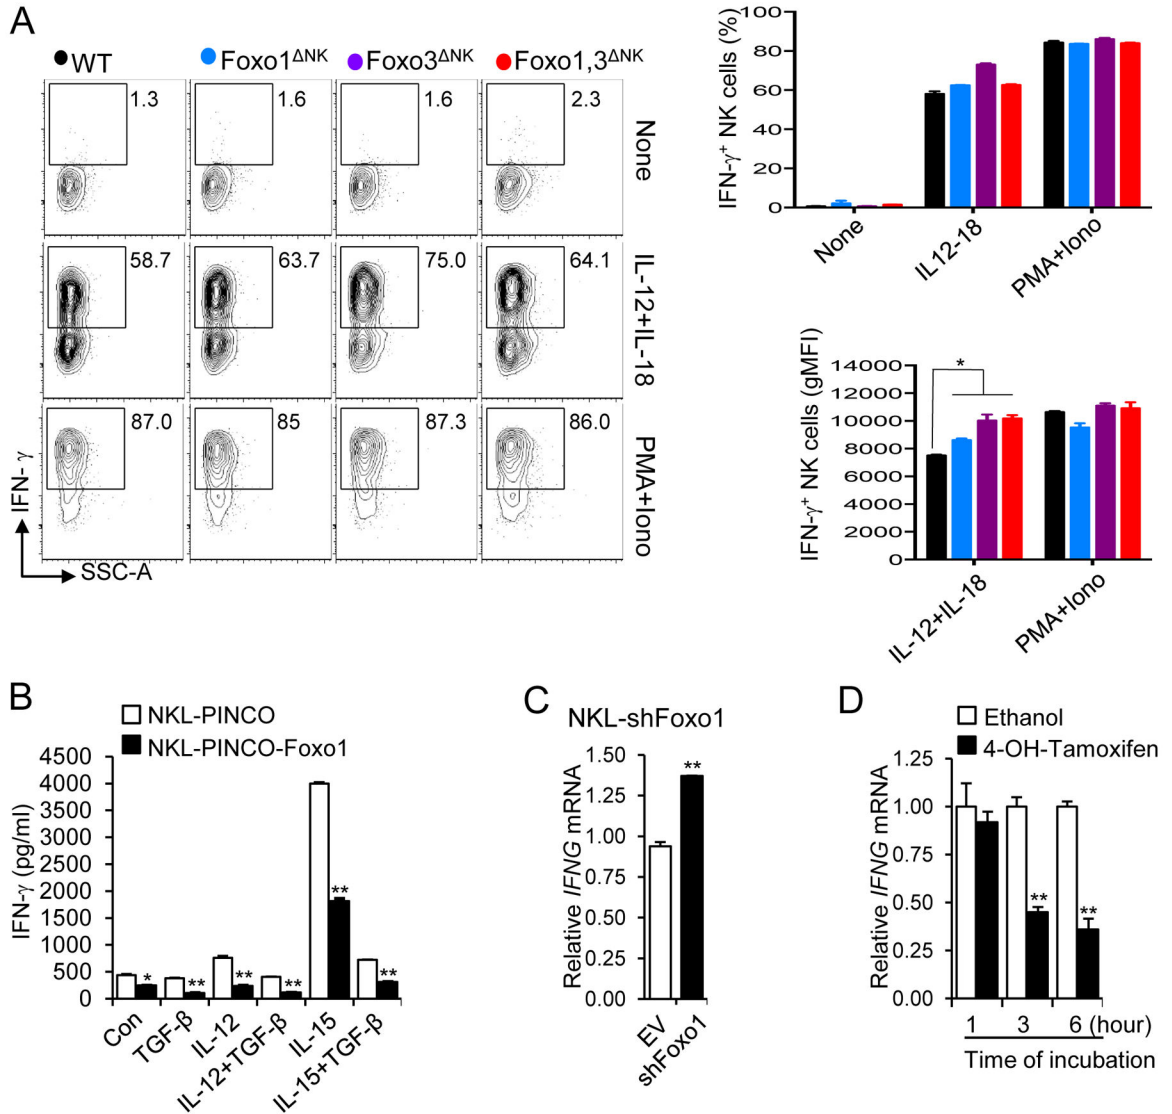 A
WT Foxo1ΔNK Foxo3ΔNK Foxo1,3ΔNK
1.3 1.6 1.6 2.3 None
58.7 63.7 75.0 64.1 IL-12+IL-18
87.0 85 87.3 86.0 PMA+Iono
IFN- γ
SSC-A
IFN-γ+ NK cells (%)
100
80
60
40
20
0
None IL12-18 PMA+Iono
IFN-γ+ NK cells (gMFI)
14000
12000
10000
8000
6000
4000
2000
0
*
IL-12+IL-18 PMA+Iono
B
NKL-PINCO
NKL-PINCO-Foxo1
IFN-γ (pg/ml)
4500
4000
3500
3000
2500
2000
1500
1000
500
0
* ** ** ** ** **
Con TGF-β IL-12 IL-12+TGF-β IL-15 IL-15+TGF-β
C
NKL-shFoxo1
Relative IFNG mRNA
1.50
1.25
1.00
0.75
0.50
0.25
0.00
**
EV shFoxo1
D
Ethanol
4-OH-Tamoxifen
Relative IFNG mRNA
1.25
1.00
0.75
0.50
0.25
0.00
** **
1 3 6 (hour)
Time of incubation